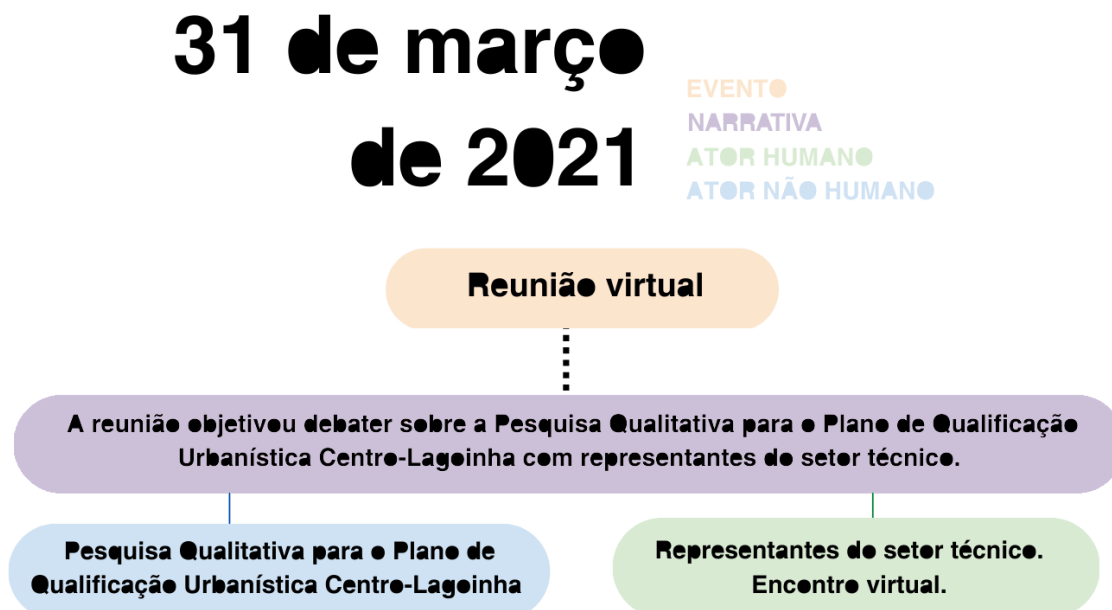 31 de março
de 2021
EVENTO
NARRATIVA
ATOR HUMANO
ATOR NÃO HUMANO
Reunião virtual
A reunião objetivou debater sobre a Pesquisa Qualitativa para o Plano de Qualificação
Urbanística Centro-Lagoinha com representantes do setor técnico.
Pesquisa Qualitativa para o Plano de
Qualificação Urbanística Centro-Lagoinha
Representantes do setor técnico.
Encontro virtual.